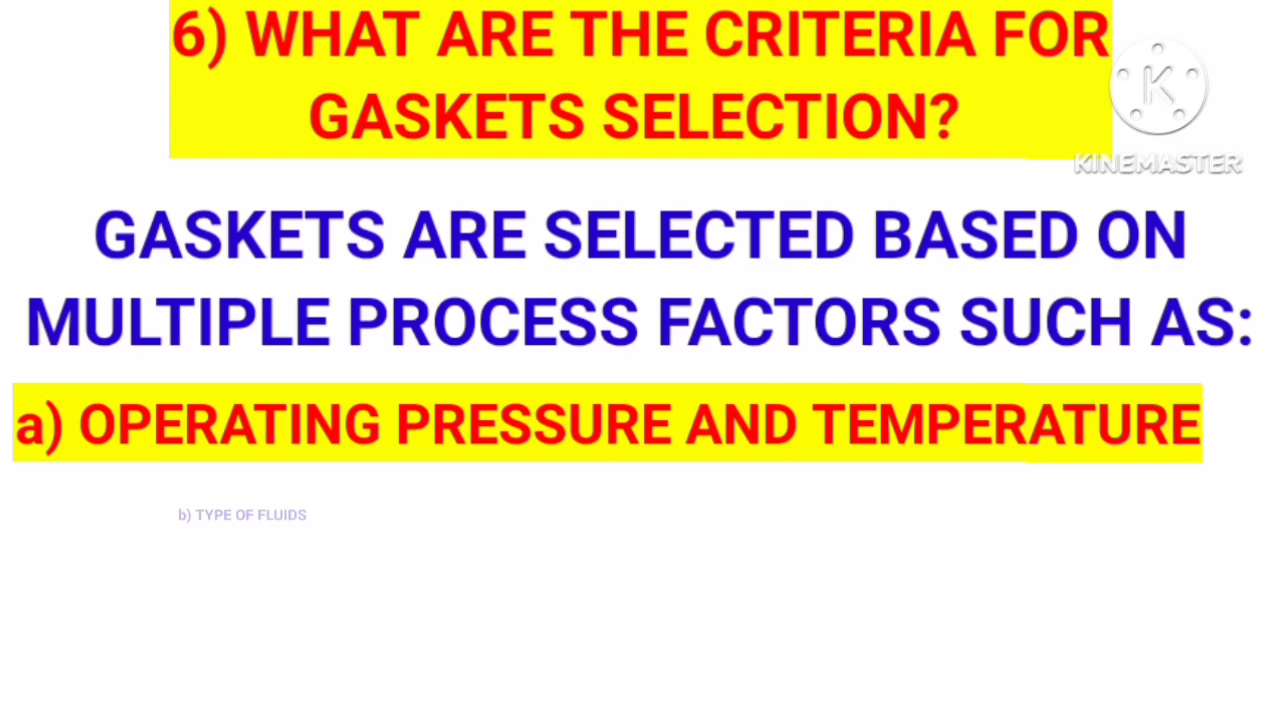 6) WHAT ARE THE CRITERIA FOR
GASKETS SELECTION?
K
KINEMASTER
GASKETS ARE SELECTED BASED ON
MULTIPLE PROCESS FACTORS SUCH AS:
a) OPERATING PRESSURE AND TEMPERATURE
b) TYPE OF FLUIDS